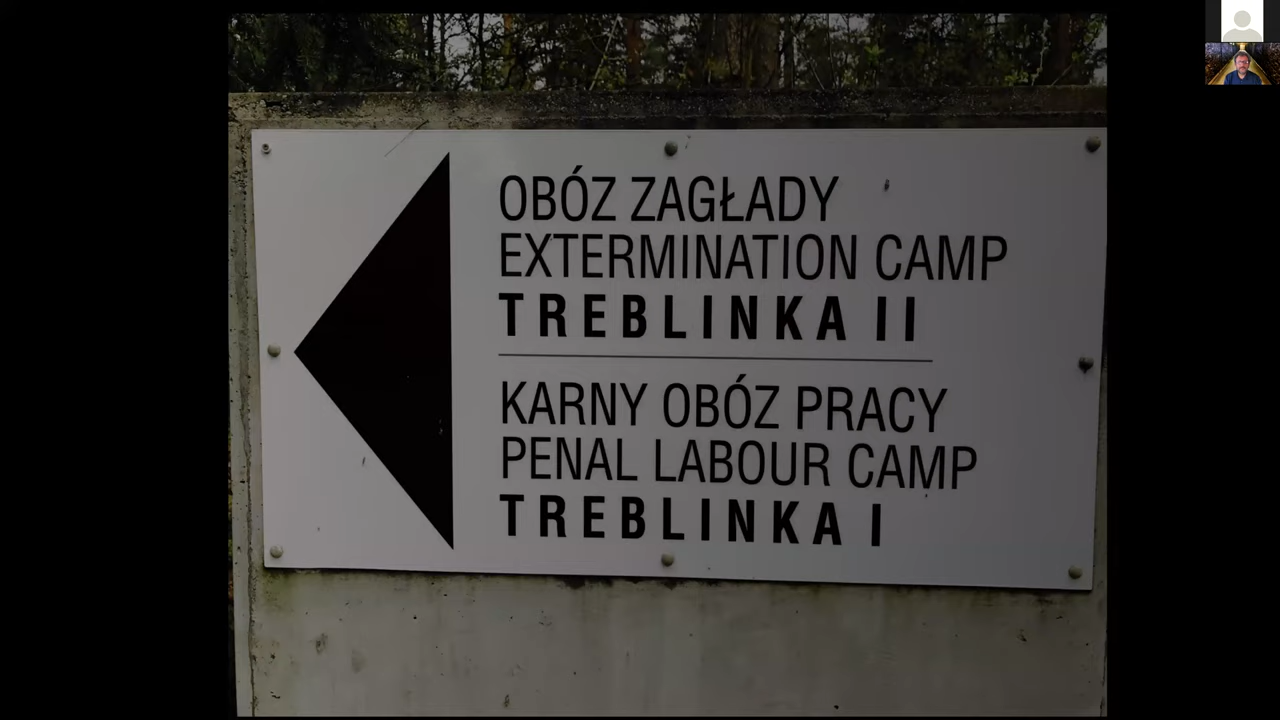 OBÓZ ZAGŁADY
EXTERMINATION CAMP
TREBLINKA II
KARNY OBÓZ PRACY
PENAL LABOUR CAMP
TREBLINKA I